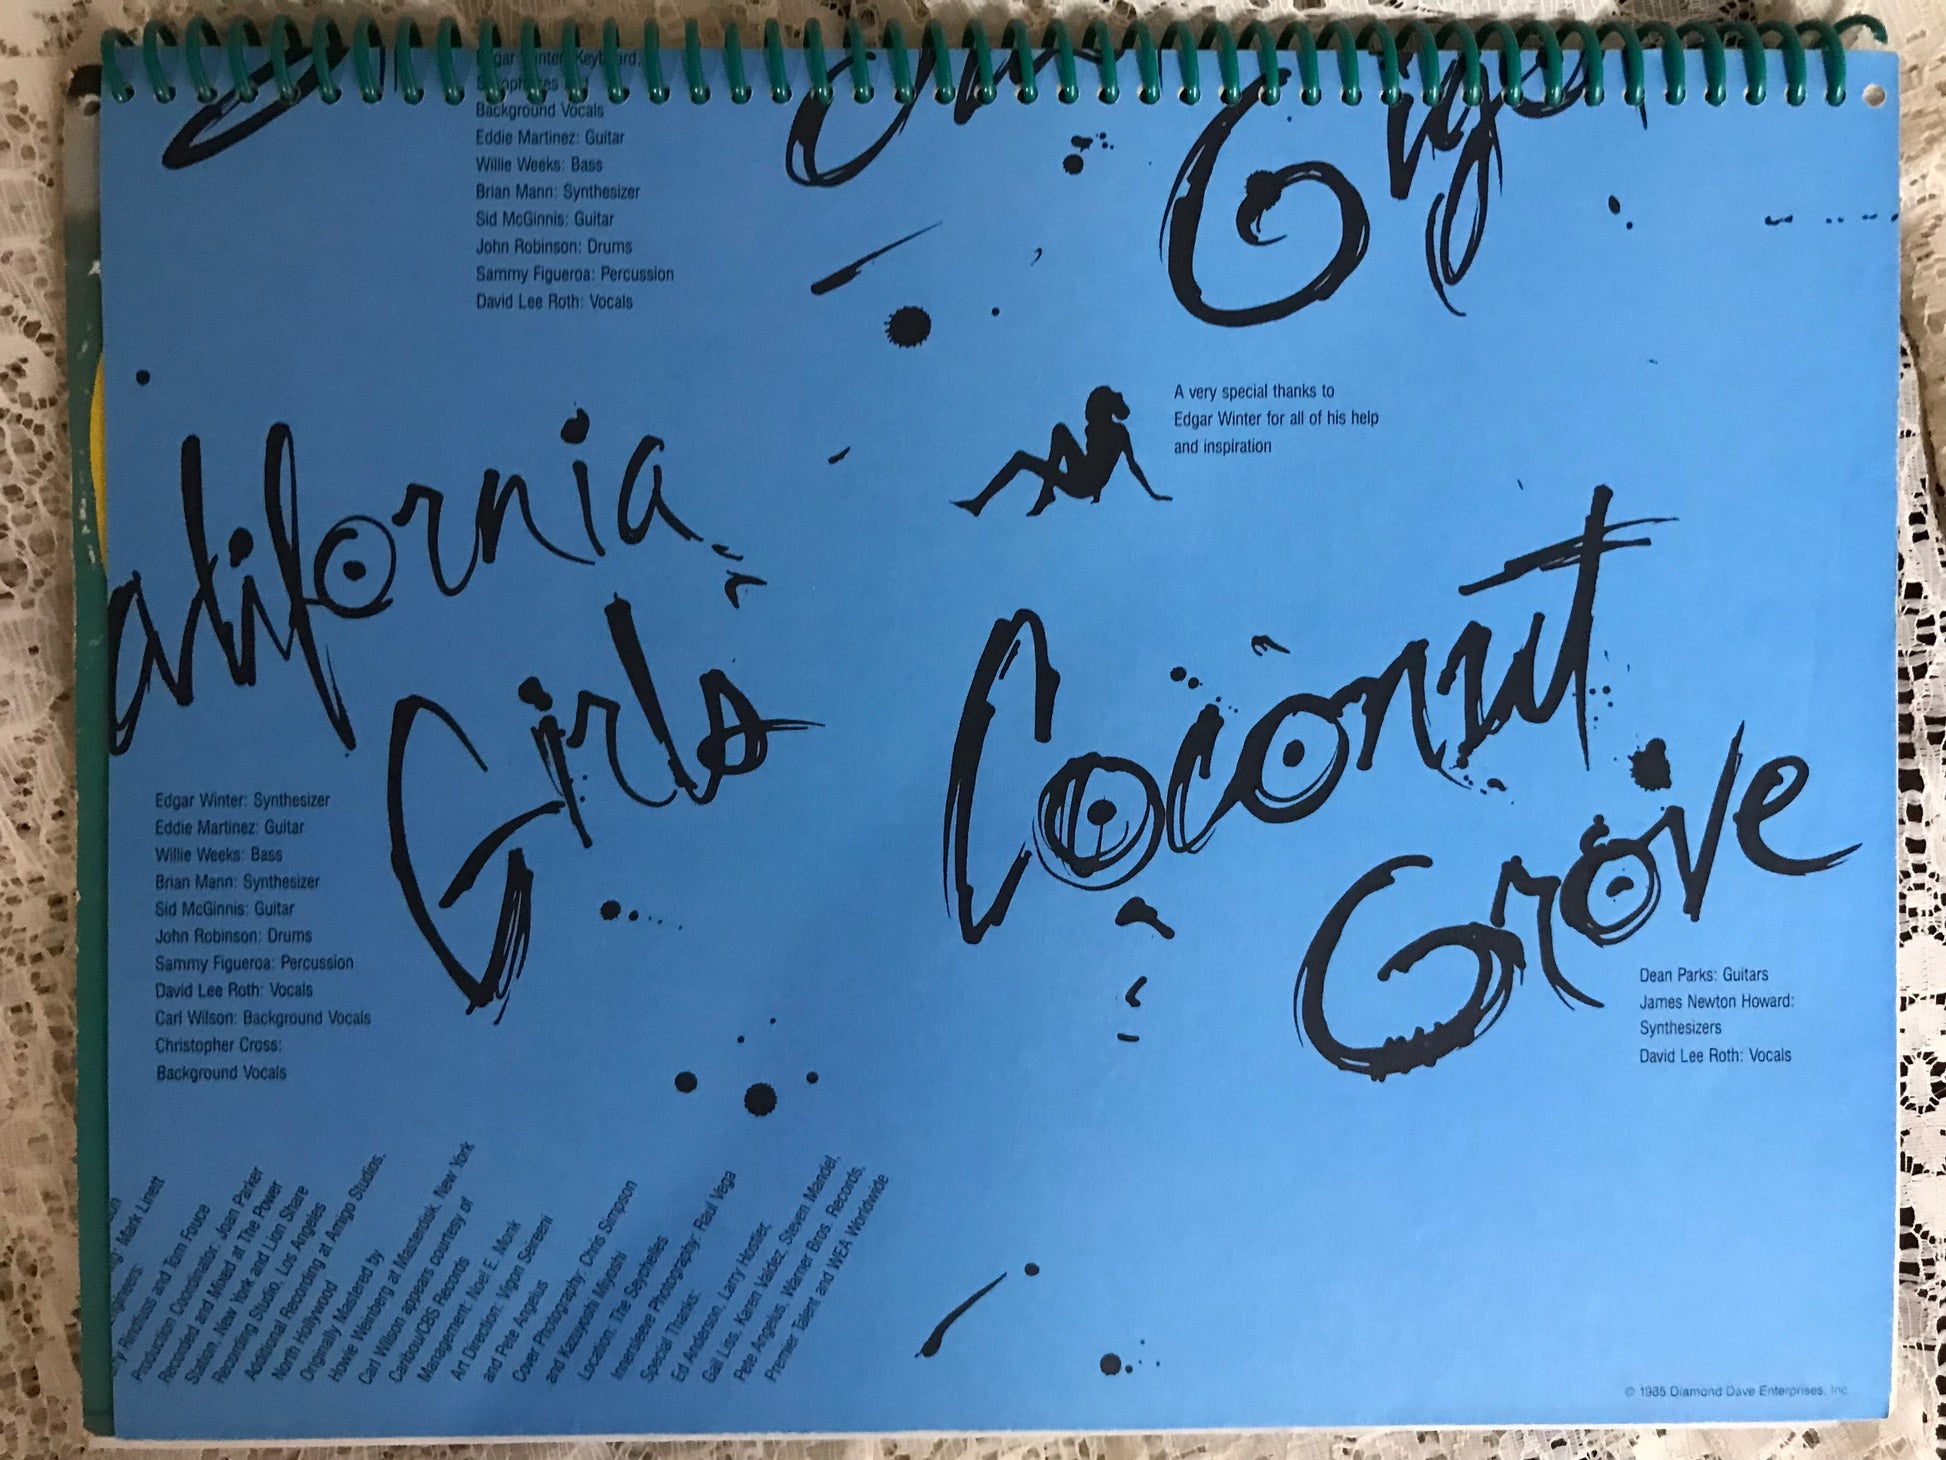 Edgar Winter: Keyboard,
Saxophones and
Background Vocals
Eddie Martinez: Guitar
Willie Weeks: Bass
Brian Mann: Synthesizer
Sid McGinnis: Guitar
John Robinson: Drums
Sammy Figueroa: Percussion
David Lee Roth: Vocals
A very special thanks to
Edgar Winter for all of his help
and inspiration
alifornia
Girls
Edgar Winter: Synthesizer
Eddie Martinez: Guitar
Willie Weeks: Bass
Brian Mann: Synthesizer
Sid McGinnis: Guitar
John Robinson: Drums
Sammy Figueroa: Percussion
David Lee Roth: Vocals
Carl Wilson: Background Vocals
Christopher Cross:
Background Vocals
Coconut
Grove
Dean Parks: Guitars
James Newton Howard:
Synthesizers
David Lee Roth: Vocals
Mark Linett
Rindfuss and Tom Fouce
Production Coordinator: Joan Parker
Recorded and Mixed at The Power
Station, New York and Lion Share
Recording Studio, Los Angeles
Additional Recording at Amigo Studios,
North Hollywood
Originally Mastered by
Howie Weinberg at Masterdisk, New York
Carl Wilson appears courtesy of
Caribou/CBS Records
Management: Noel E. Monk
Art Direction: Vigon Seireeni
and Pete Angelus
Cover Photography: Chris Simpson
and Kazuyoshi Miyoshi
Location: The Seychelles
Innersleeve Photography: Raul Vega
Special Thanks:
Ed Anderson, Larry Hostler,
Gail Liss, Karen Valdez, Steven Mandel,
Pete Angelus, Warner Bros. Records,
Premier Talent and WEA Worldwide
© 1985 Diamond Dave Enterprises, Inc.